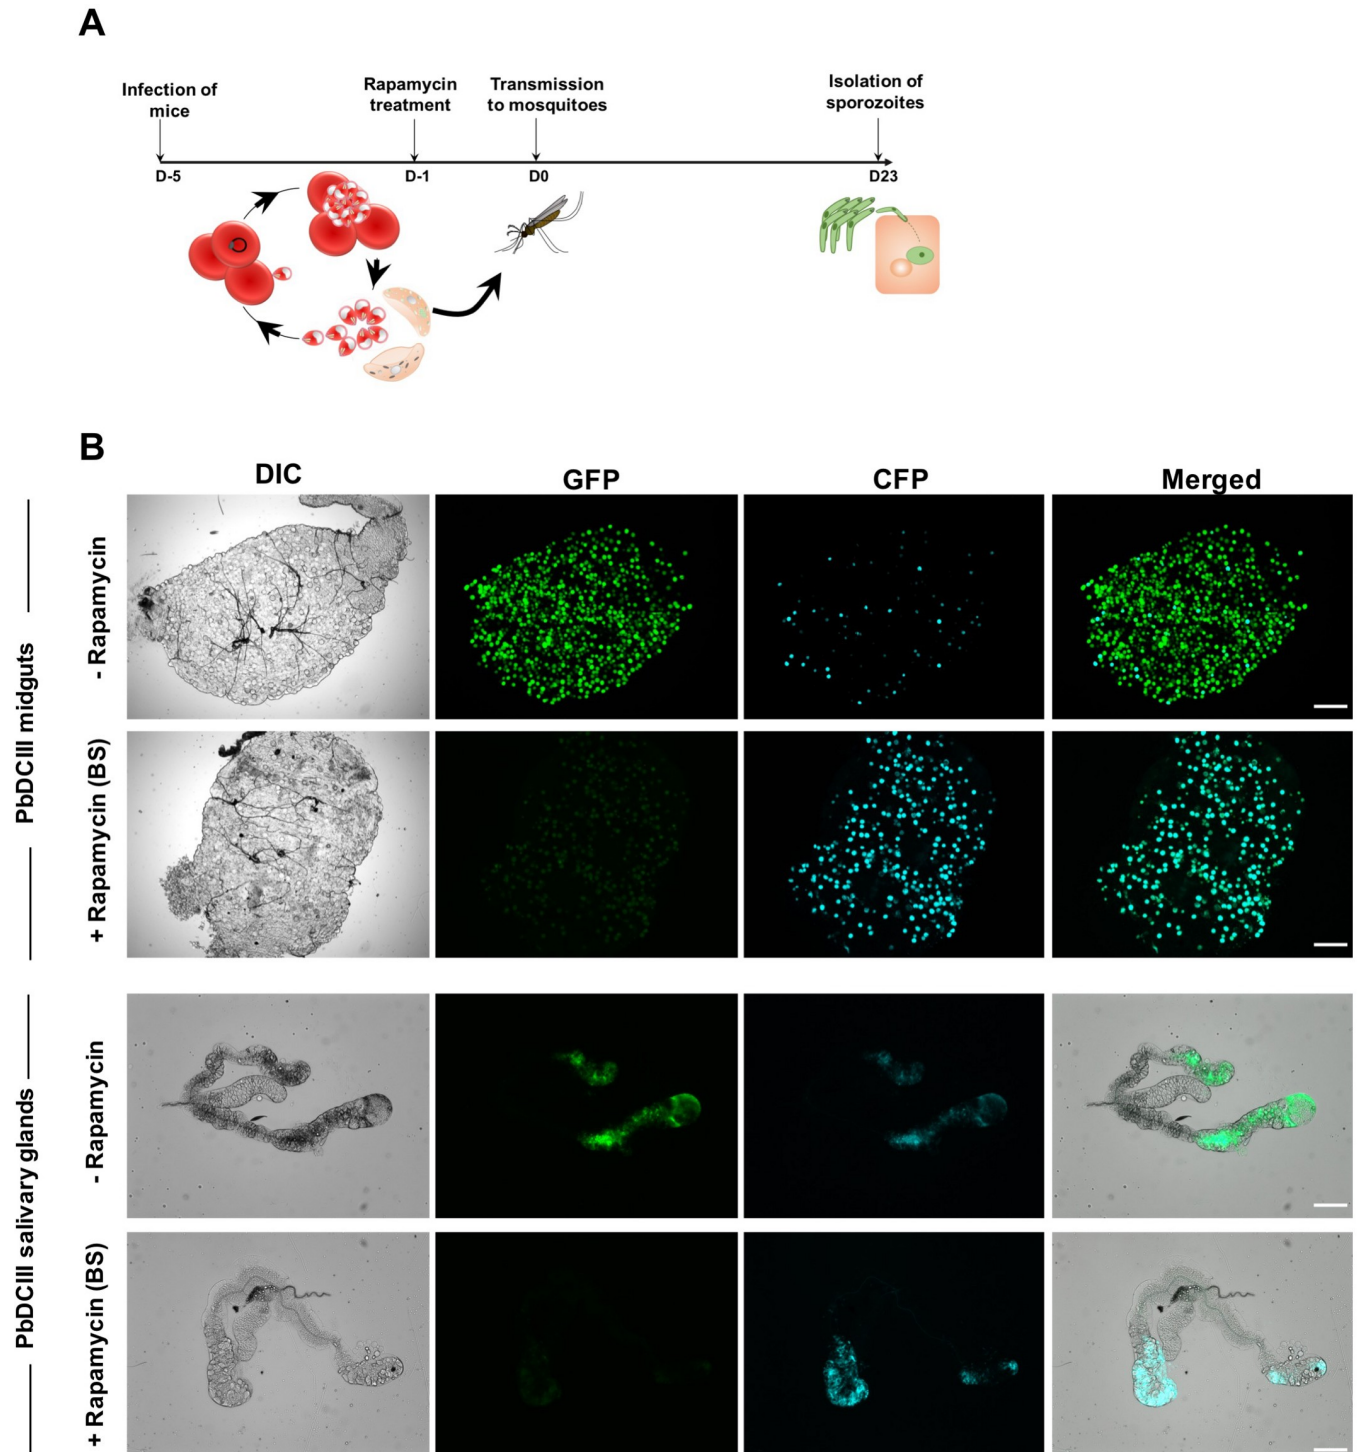 A
Infection of
mice
Rapamycin
treatment
Transmission
to mosquitoes
Isolation of
sporozoites
D-5
D-1
D0
D23
B
DIC
GFP
CFP
Merged
PbDCIII midguts
- Rapamycin
+ Rapamycin (BS)
PbDCIII salivary glands
- Rapamycin
+ Rapamycin (BS)